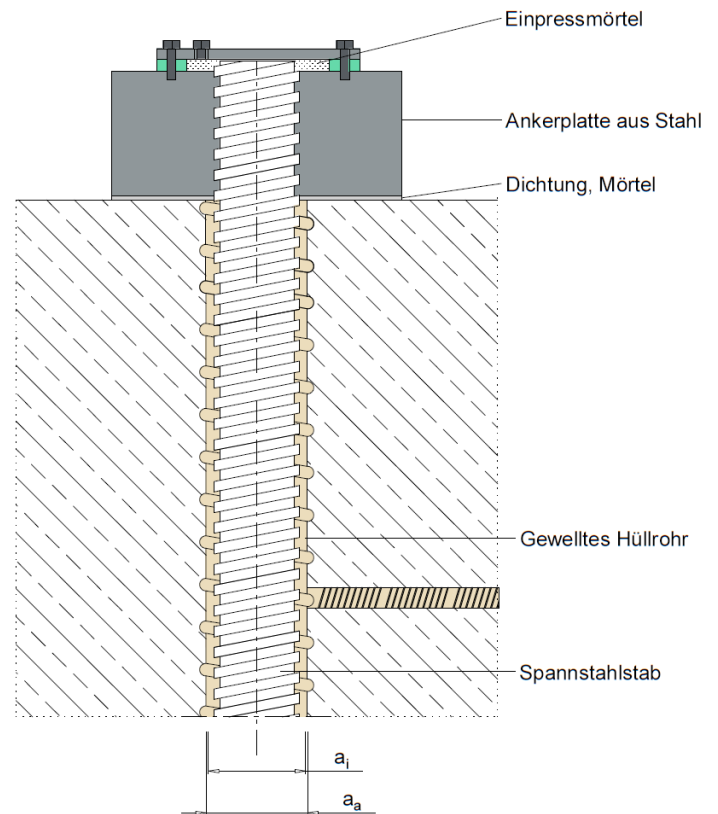 Einpressmörtel
Ankerplatte aus Stahl
Dichtung, Mörtel
Gewelltes Hüllrohr
Spannstahlstab
ai
aa